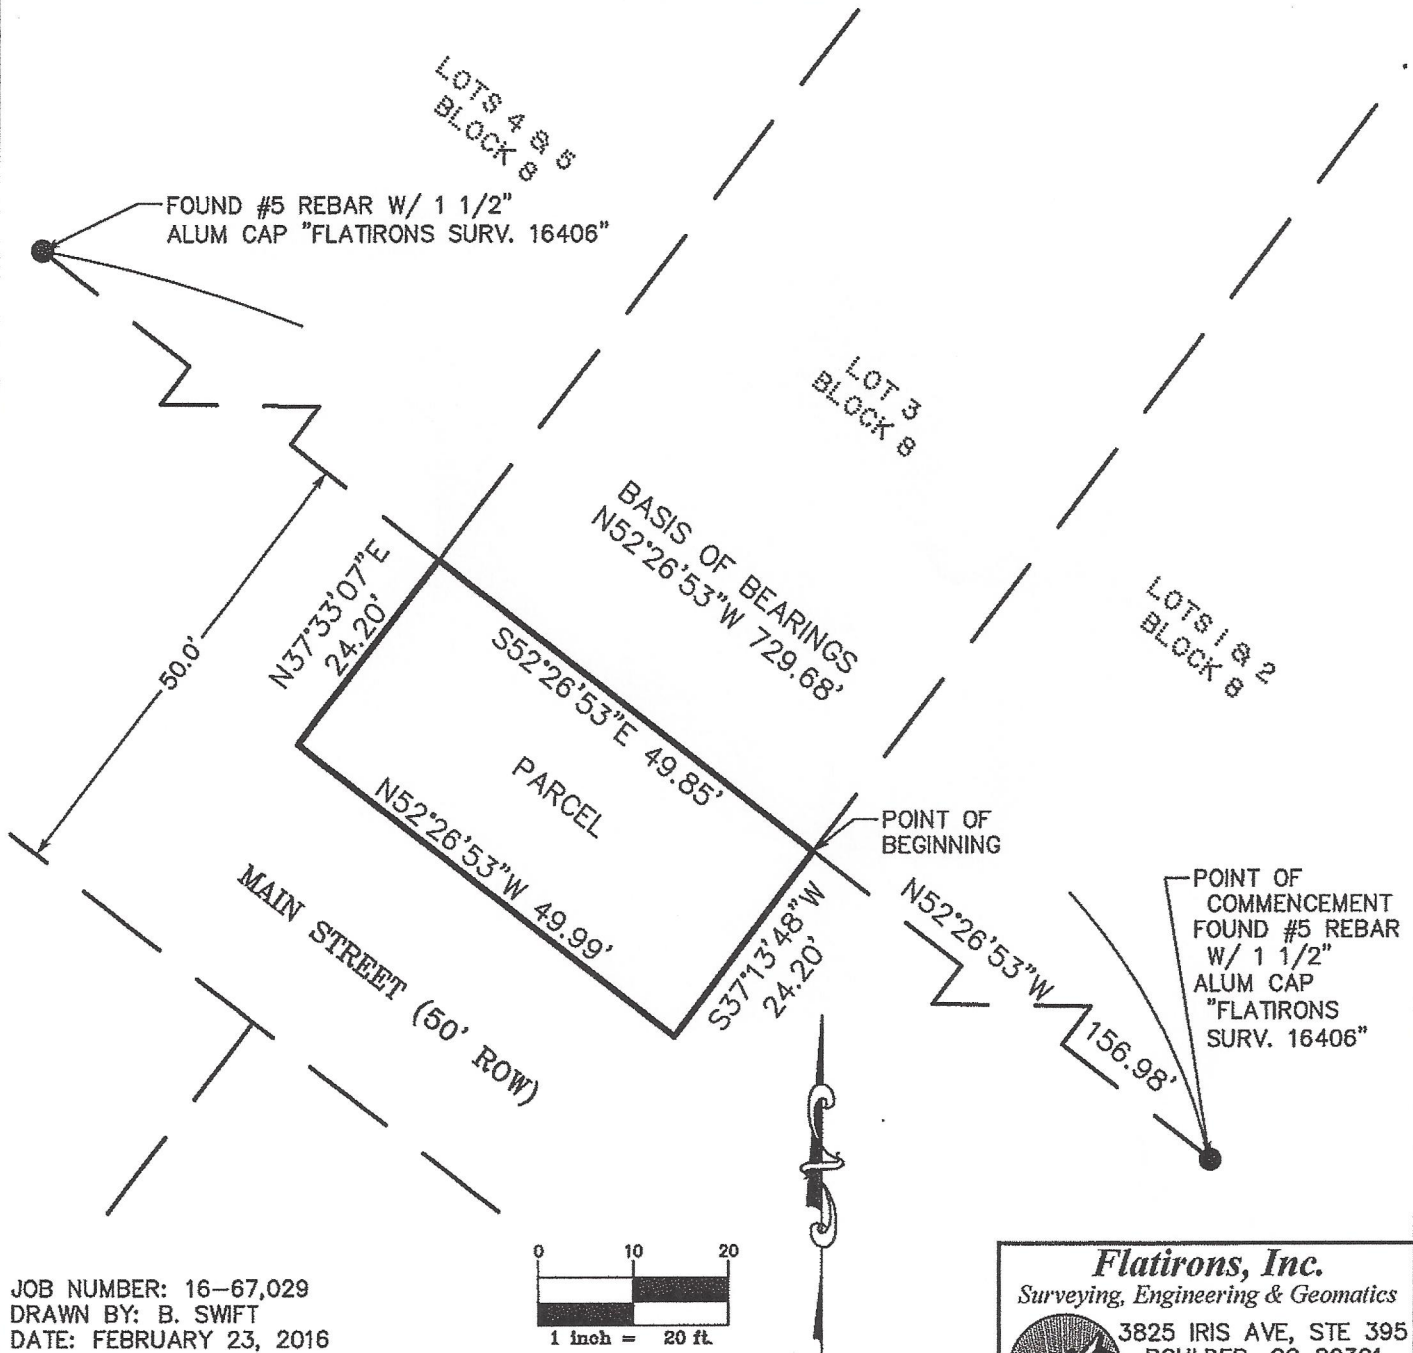 LOTS 4 & 5
BLOCK 8
FOUND #5 REBAR W/ 1 1/2"
ALUM CAP "FLATIRONS SURV. 16406"
LOT 3
BLOCK 8
BASIS OF BEARINGS
N52°26'53"W 729.68'
LOTS 1 & 2
BLOCK 8
N37°33'07"E
24.20'
50.0'
S52°26'53"E 49.85'
PARCEL
N52°26'53"W 49.99'
POINT OF
BEGINNING
MAIN STREET (50' ROW)
S37°13'48"W
24.20'
N52°26'53"W
156.98'
POINT OF
COMMENCEMENT
FOUND #5 REBAR
W/ 1 1/2"
ALUM CAP
"FLATIRONS
SURV. 16406"
JOB NUMBER: 16-67,029
DRAWN BY: B. SWIFT
DATE: FEBRUARY 23, 2016
0 10 20
1 inch = 20 ft.
Flatirons, Inc.
Surveying, Engineering & Geomatics
3825 IRIS AVE, STE 395